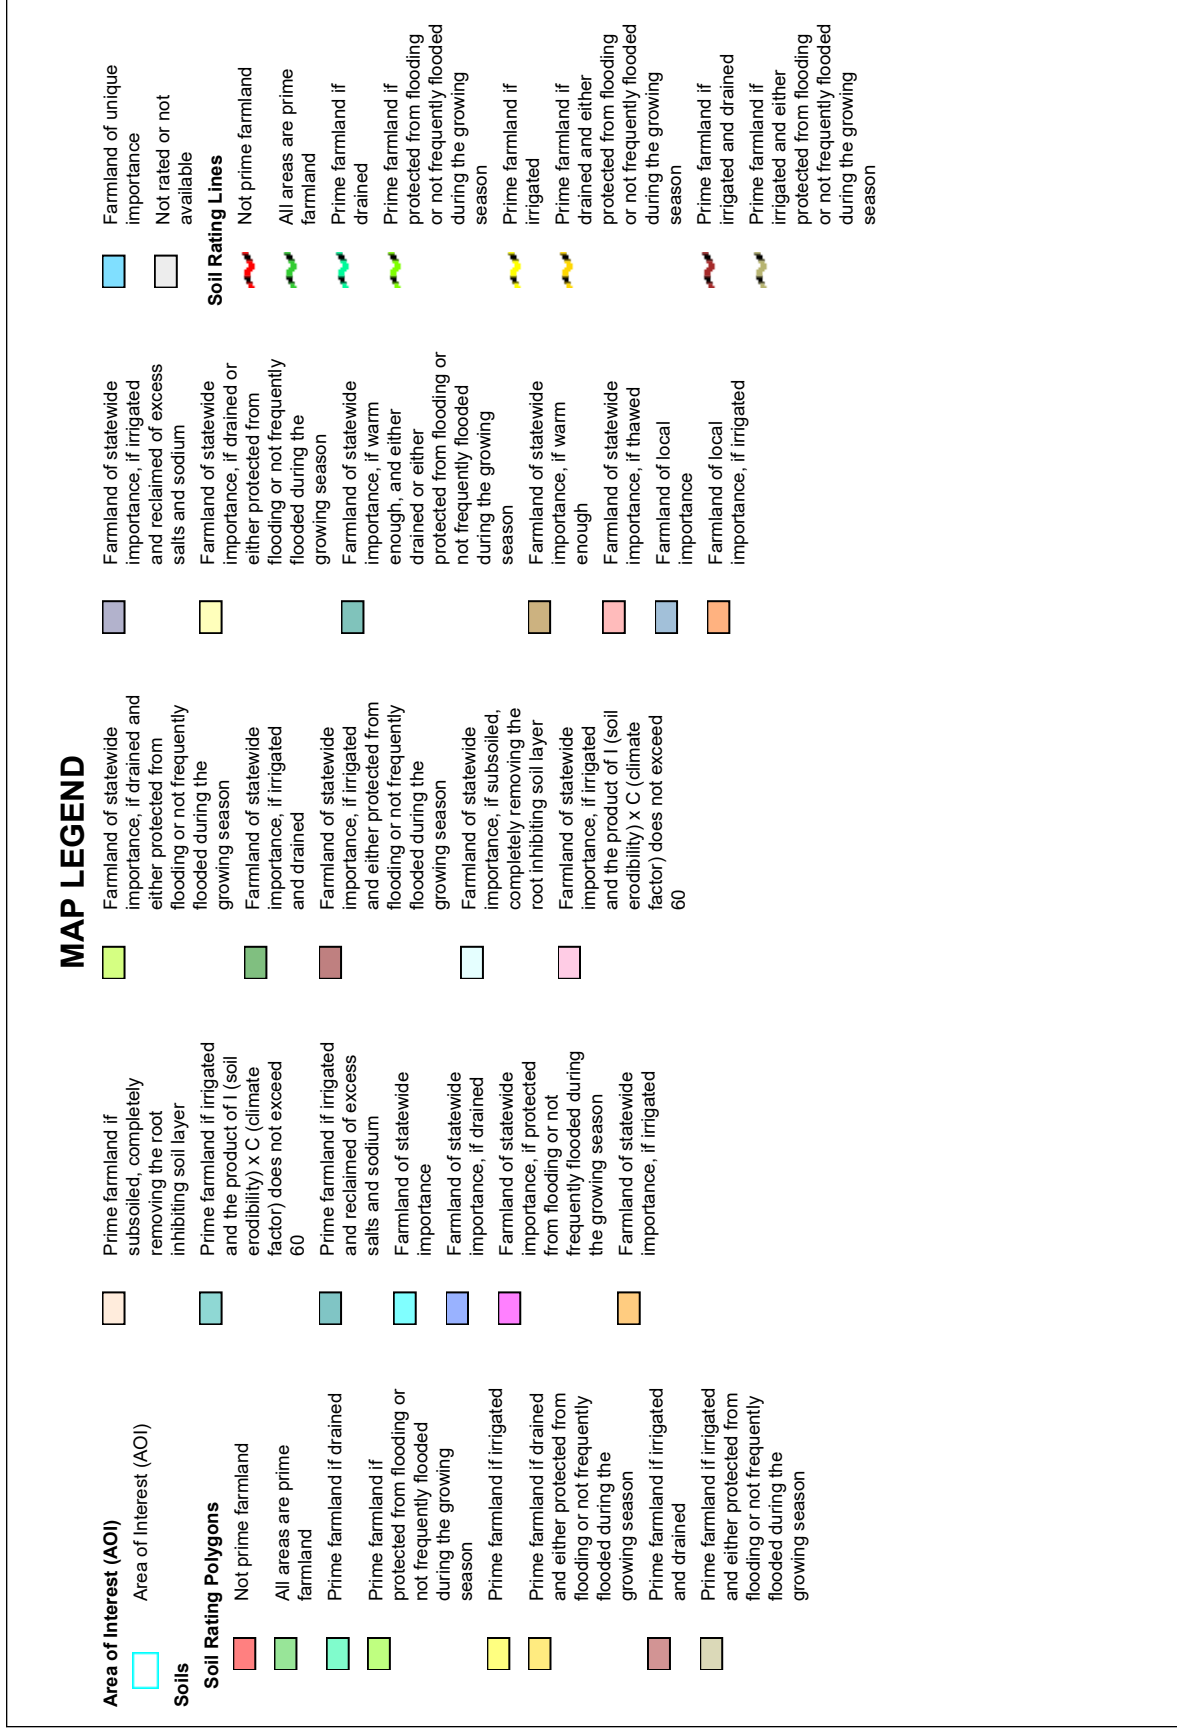 MAP LEGEND
Area of Interest (AOI)
Area of Interest (AOI)
Soils
Soil Rating Polygons
Not prime farmland
All areas are prime
farmland
Prime farmland if drained
Prime farmland if
protected from flooding or
not frequently flooded
during the growing
season
Prime farmland if irrigated
Prime farmland if drained
and either protected from
flooding or not frequently
flooded during the
growing season
Prime farmland if irrigated
and drained
Prime farmland if irrigated
and either protected from
flooding or not frequently
flooded during the
growing season
Prime farmland if
subsoiled, completely
removing the root
inhibiting soil layer
Prime farmland if irrigated
and the product of I (soil
erodibility) x C (climate
factor) does not exceed
60
Prime farmland if irrigated
and reclaimed of excess
salts and sodium
Farmland of statewide
importance
Farmland of statewide
importance, if drained
Farmland of statewide
importance, if protected
from flooding or not
frequently flooded during
the growing season
Farmland of statewide
importance, if irrigated
Farmland of statewide
importance, if drained and
either protected from
flooding or not frequently
flooded during the
growing season
Farmland of statewide
importance, if irrigated
and drained
Farmland of statewide
importance, if irrigated
and either protected from
flooding or not frequently
flooded during the
growing season
Farmland of statewide
importance, if subsoiled,
completely removing the
root inhibiting soil layer
Farmland of statewide
importance, if irrigated
and the product of I (soil
erodibility) x C (climate
factor) does not exceed
60
Farmland of statewide
importance, if irrigated
and reclaimed of excess
salts and sodium
Farmland of statewide
importance, if drained or
either protected from
flooding or not frequently
flooded during the
growing season
Farmland of statewide
importance, if warm
enough, and either
drained or either
protected from flooding or
not frequently flooded
during the growing
season
Farmland of statewide
importance, if warm
enough
Farmland of statewide
importance, if thawed
Farmland of local
importance
Farmland of local
importance, if irrigated
Farmland of unique
importance
Not rated or not
available
Soil Rating Lines
Not prime farmland
All areas are prime
farmland
Prime farmland if
drained
Prime farmland if
protected from flooding
or not frequently flooded
during the growing
season
Prime farmland if
irrigated
Prime farmland if
drained and either
protected from flooding
or not frequently flooded
during the growing
season
Prime farmland if
irrigated and drained
Prime farmland if
irrigated and either
protected from flooding
or not frequently flooded
during the growing
season